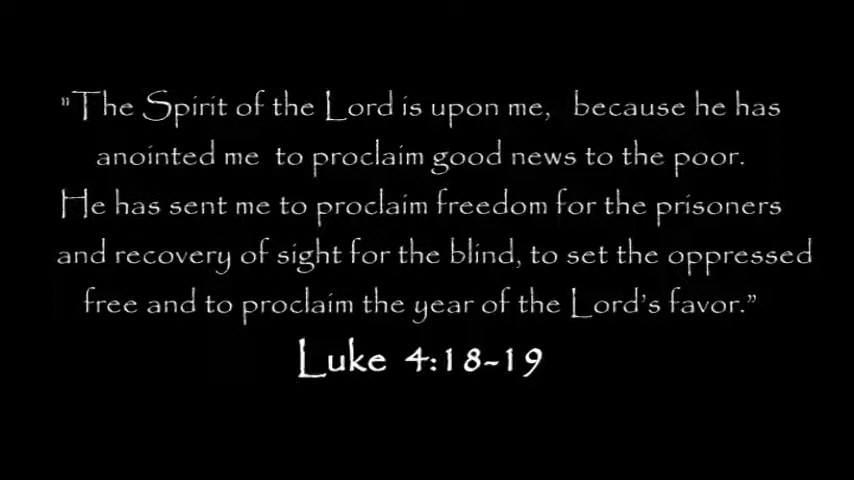 "The Spirit of the Lord is upon me, because he has
anointed me to proclaim good news to the poor.
He has sent me to proclaim freedom for the prisoners
and recovery of sight for the blind, to set the oppressed
free and to proclaim the year of the Lord's favor.”
Luke 4:18-19